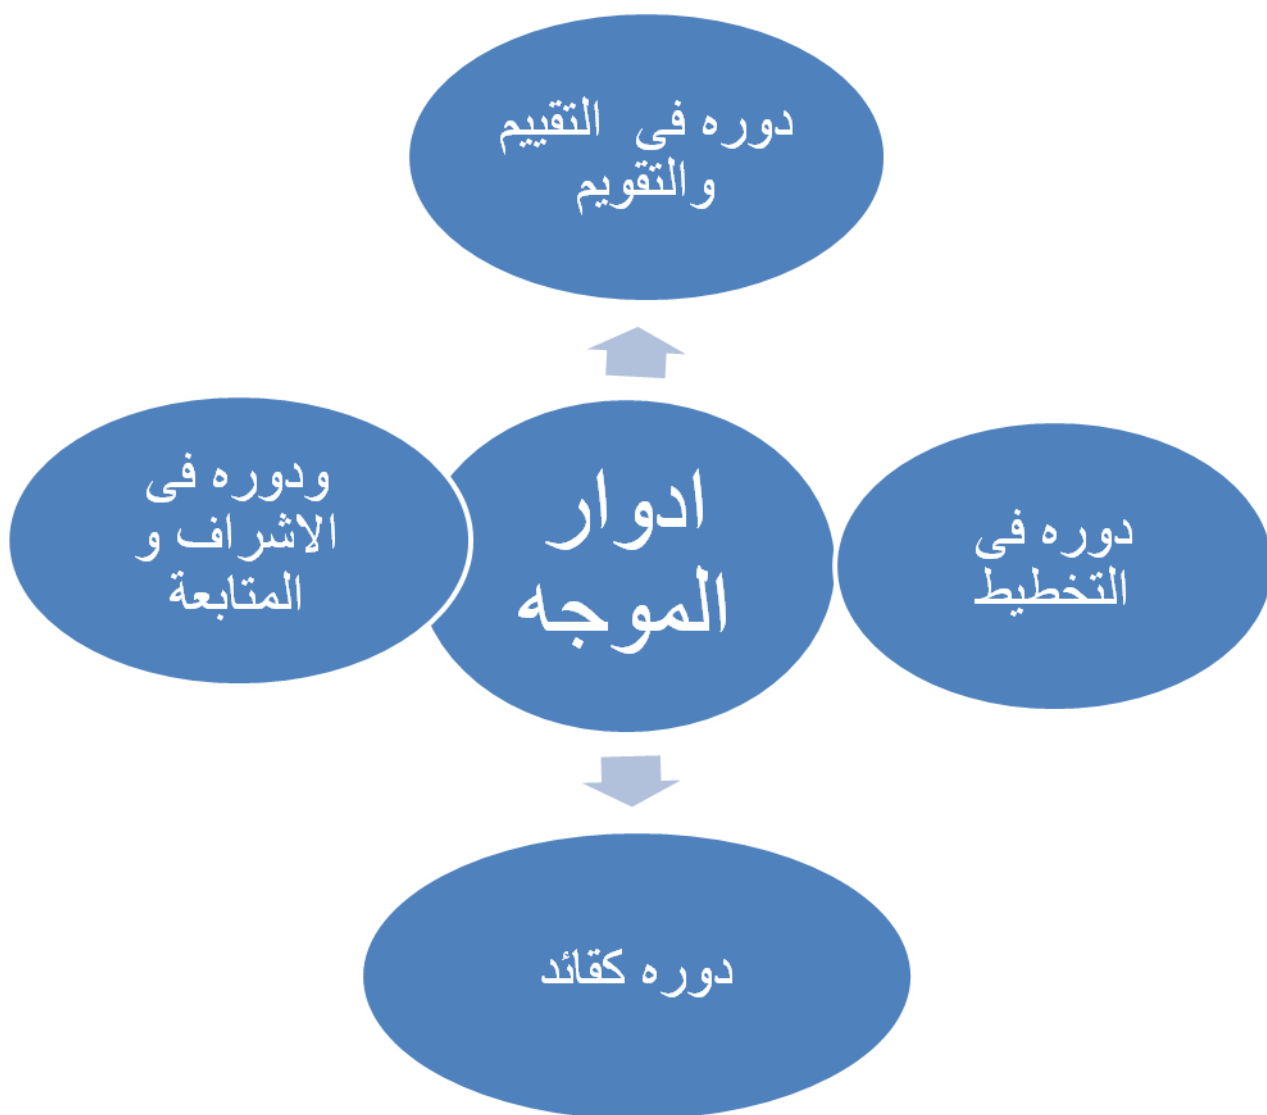 دوره فى التقييم
والتقويم
ادوار
الموجه
دوره فى
التخطيط
ودوره فى
الاشراف و
المتابعة
دوره كقائد